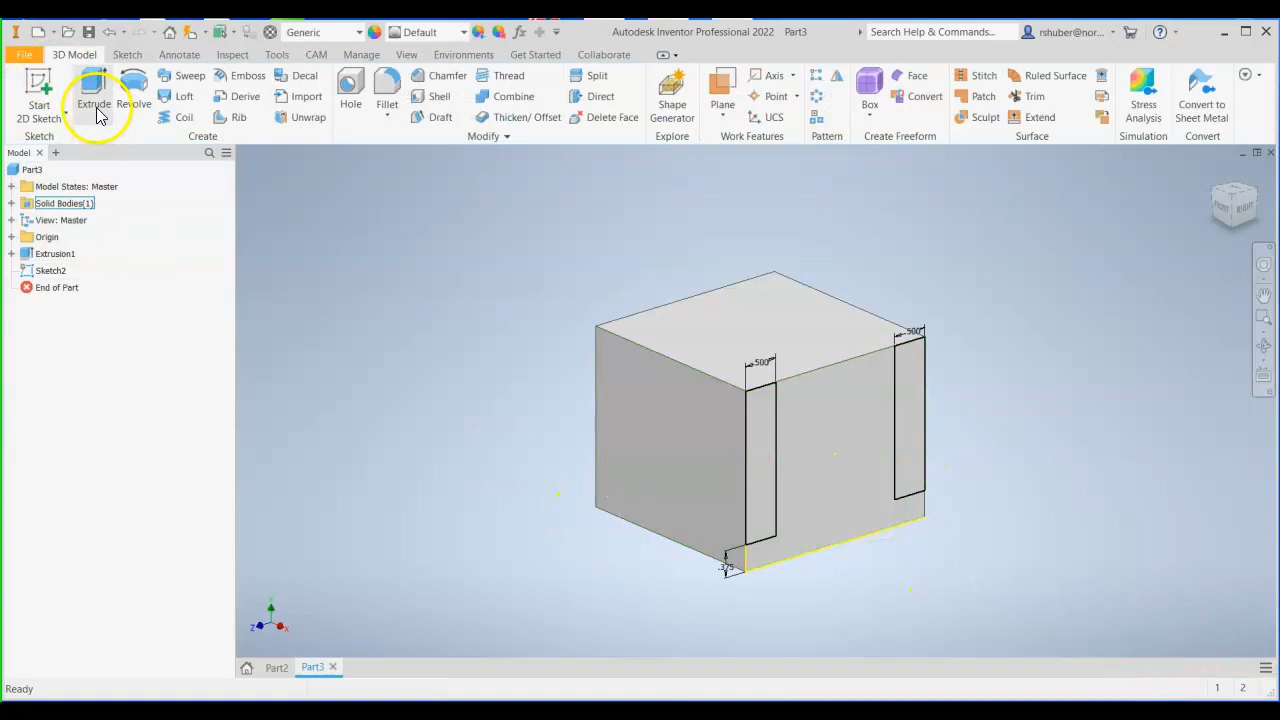 Generic
Default
fx
Autodesk Inventor Professional 2022 Part3
Search Help & Commands...
rshuber@nor...
File 3D Model Sketch Annotate Inspect Tools CAM Manage View Environments Get Started Collaborate
Start
2D Sketch
Extrude
Revolve
Sweep
Loft
Coil
Emboss
Derive
Rib
Decal
Import
Unwrap
Hole
Fillet
Chamfer
Shell
Draft
Thread
Combine
Thicken/ Offset
Split
Direct
Delete Face
Shape
Generator
Plane
Axis
Point
UCS
Box
Face
Convert
Stitch
Patch
Sculpt
Ruled Surface
Trim
Extend
Stress
Analysis
Convert to
Sheet Metal
Sketch Create Modify Explore Work Features Pattern Create Freeform Surface Simulation Convert
Model
Part3
Model States: Master
Solid Bodies(1)
View: Master
Origin
Extrusion1
Sketch2
End of Part
FRONT RIGHT
.500
.500
.375
Z X
Part2 Part3
Ready 1 2